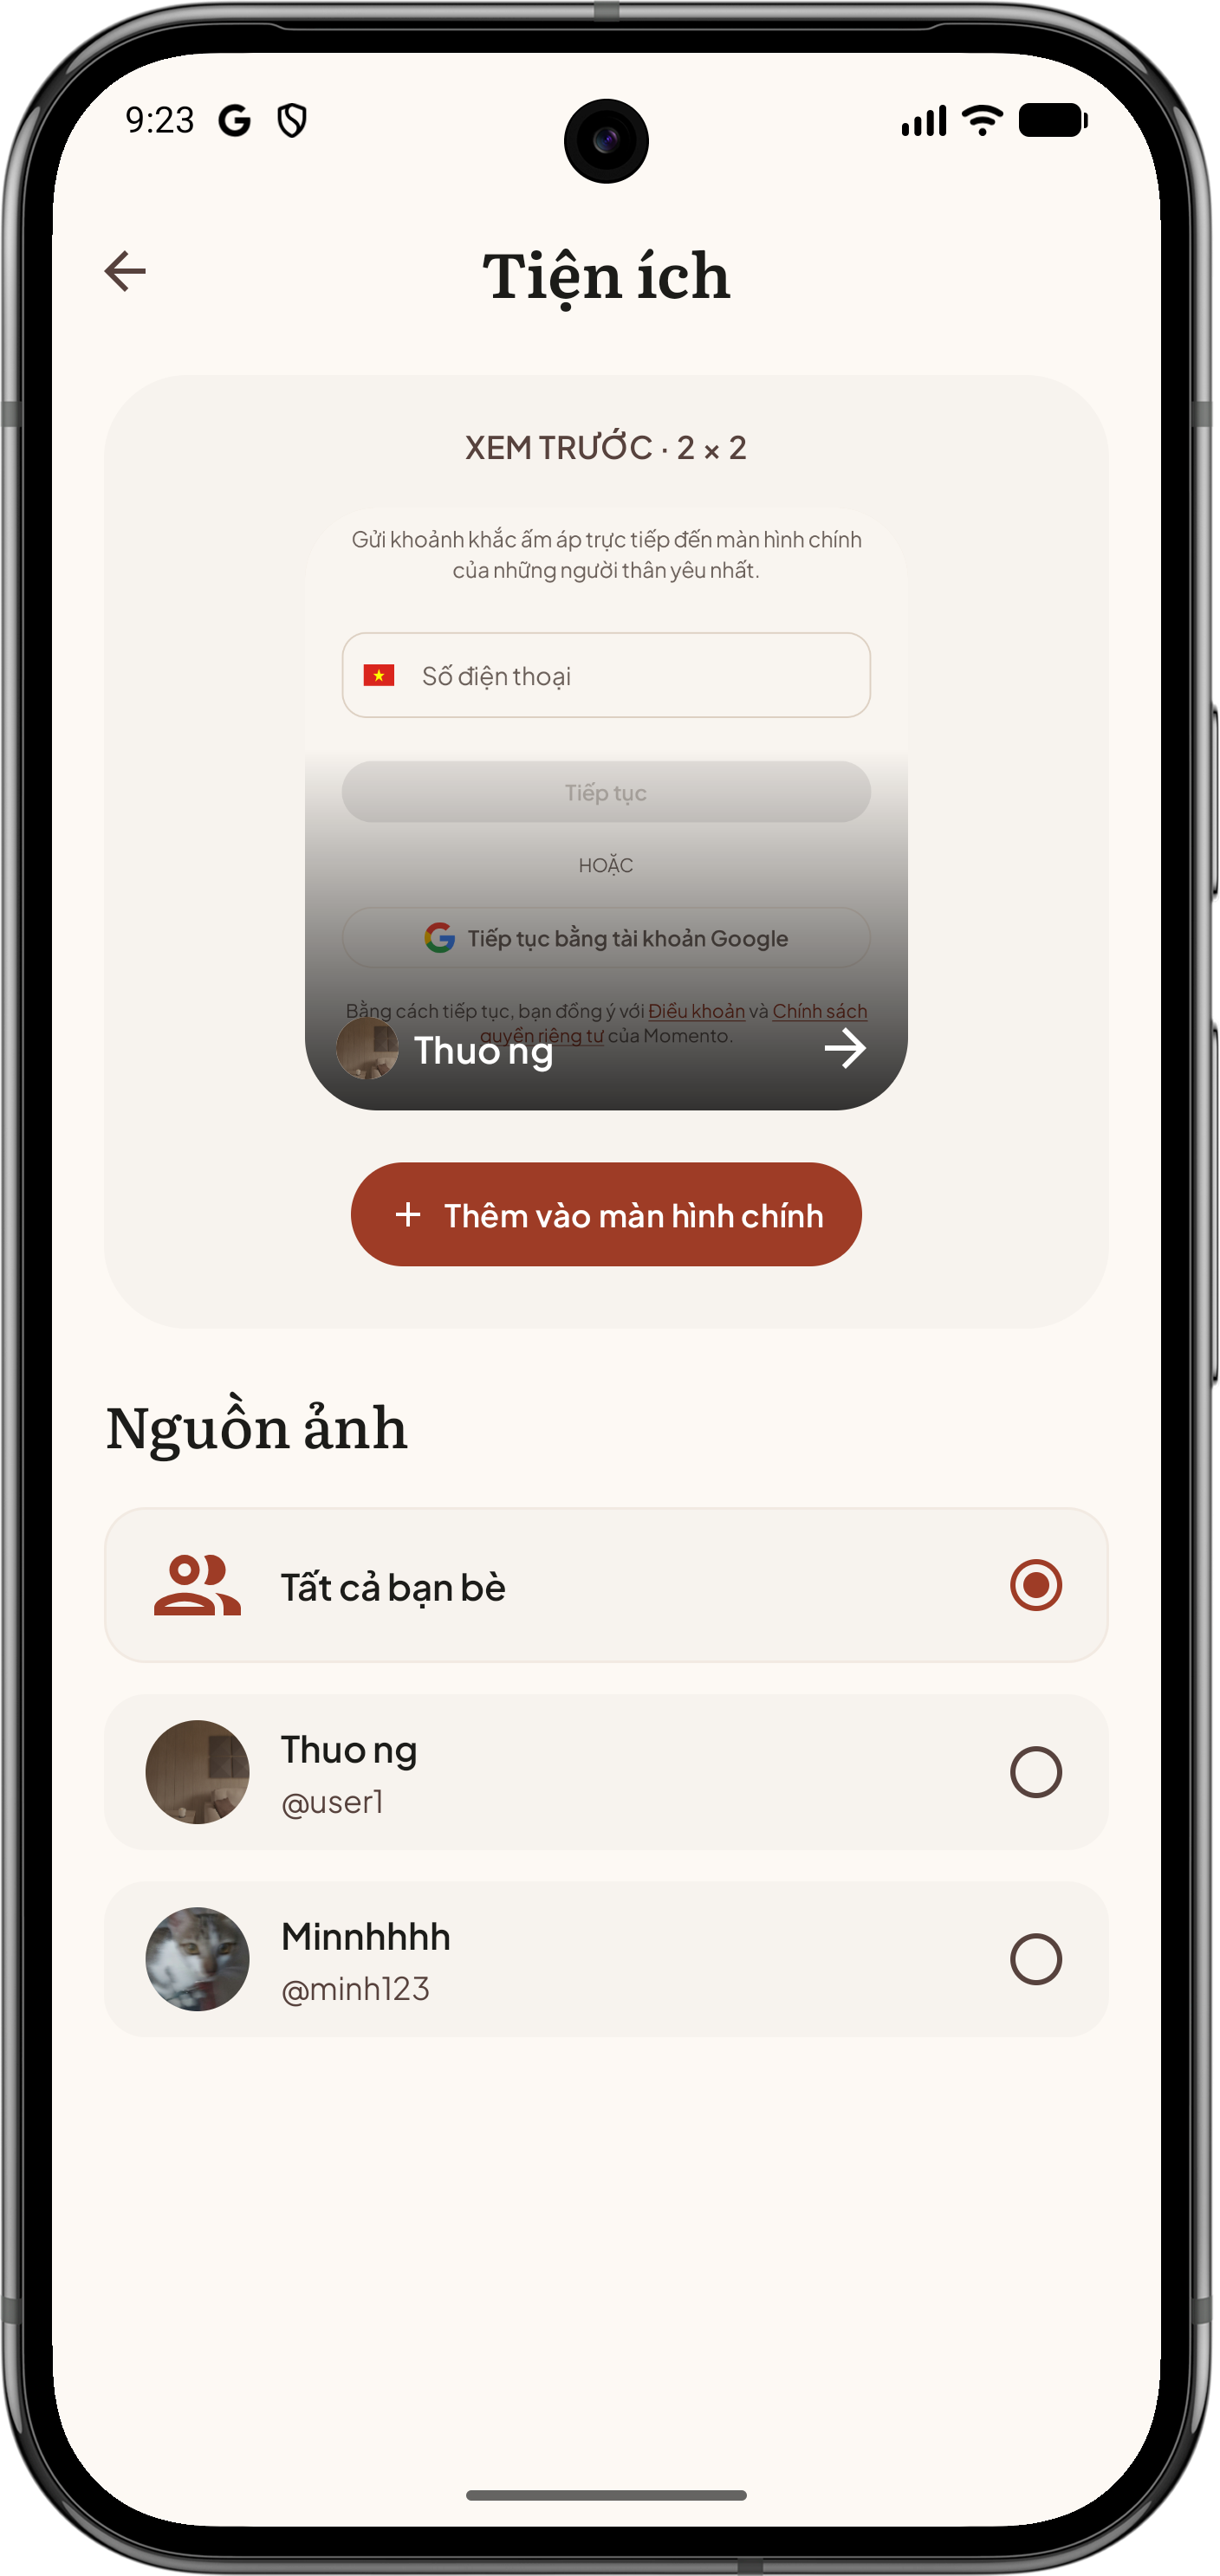 9:23
Tiện ích
XEM TRƯỚC · 2 × 2
Gửi khoảnh khắc ấm áp trực tiếp đến màn hình chính
của những người thân yêu nhất.
Số điện thoại
Tiếp tục
HOẶC
Tiếp tục bằng tài khoản Google
Bằng cách tiếp tục, bạn đồng ý với Điều khoản và Chính sách
quyền riêng tư của Momento.
Thuo ng
+ Thêm vào màn hình chính
Nguồn ảnh
Tất cả bạn bè
Thuo ng
@user1
Minnhhhh
@minh123